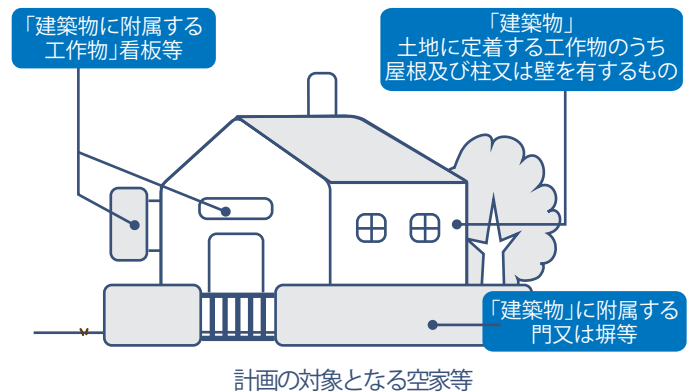 「建築物に附属する
工作物」看板等
「建築物」
土地に定着する工作物のうち
屋根及び柱又は壁を有するもの
「建築物」に附属する
門又は塀等
計画の対象となる空家等